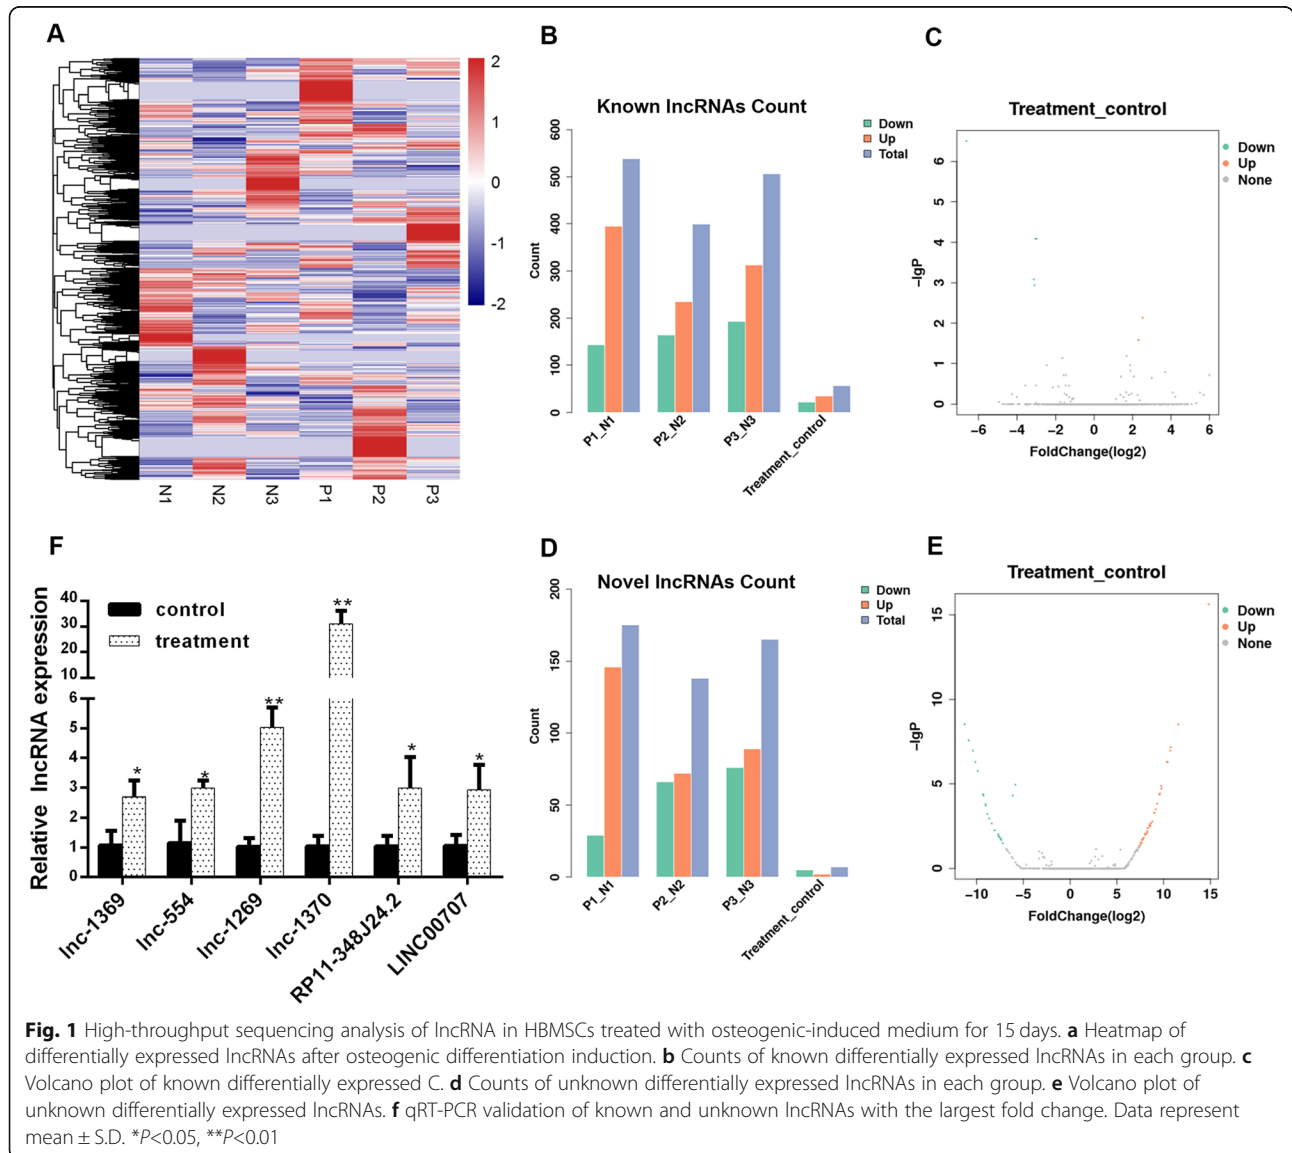 A
2
1
0
-1
-2
N1
N2
N3
P1
P2
P3
B
Known lncRNAs Count
Down
Up
Total
Count
600
500
400
300
200
100
0
P1_N1
P2_N2
P3_N3
Treatment_control
C
Treatment_control
Down
Up
None
-lgP
6
5
4
3
2
1
0
-6 -4 -2 0 2 4 6
FoldChange(log2)
F
control
treatment
Relative lncRNA expression
40
30
20
10
6
5
4
3
2
1
0
* * ** ** * *
lnc-1369
lnc-554
lnc-1269
lnc-1370
RP11-348J24.2
LINC00707
D
Novel lncRNAs Count
Down
Up
Total
Count
200
150
100
50
0
P1_N1
P2_N2
P3_N3
Treatment_control
E
Treatment_control
Down
Up
None
-lgP
15
10
5
0
-10 -5 0 5 10 15
FoldChange(log2)
Fig. 1 High-throughput sequencing analysis of lncRNA in HBMSCs treated with osteogenic-induced medium for 15 days. a Heatmap of
differentially expressed lncRNAs after osteogenic differentiation induction. b Counts of known differentially expressed lncRNAs in each group. c
Volcano plot of known differentially expressed C. d Counts of unknown differentially expressed lncRNAs in each group. e Volcano plot of
unknown differentially expressed lncRNAs. f qRT-PCR validation of known and unknown lncRNAs with the largest fold change. Data represent
mean ± S.D. *P<0.05, **P<0.01